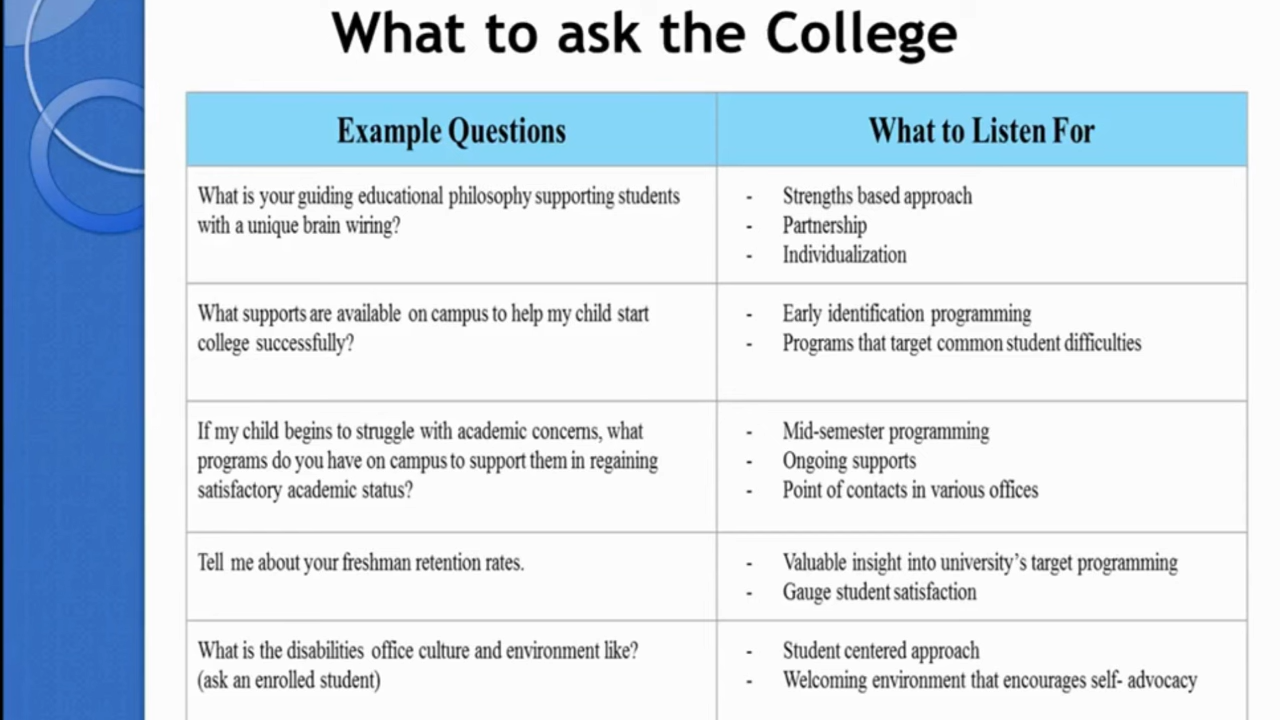 What to ask the College
Example Questions
What to Listen For
What is your guiding educational philosophy supporting students
with a unique brain wiring?
- Strengths based approach
- Partnership
- Individualization
What supports are available on campus to help my child start
college successfully?
- Early identification programming
- Programs that target common student difficulties
If my child begins to struggle with academic concerns, what
programs do you have on campus to support them in regaining
satisfactory academic status?
- Mid-semester programming
- Ongoing supports
- Point of contacts in various offices
Tell me about your freshman retention rates.
- Valuable insight into university’s target programming
- Gauge student satisfaction
What is the disabilities office culture and environment like?
(ask an enrolled student)
- Student centered approach
- Welcoming environment that encourages self- advocacy